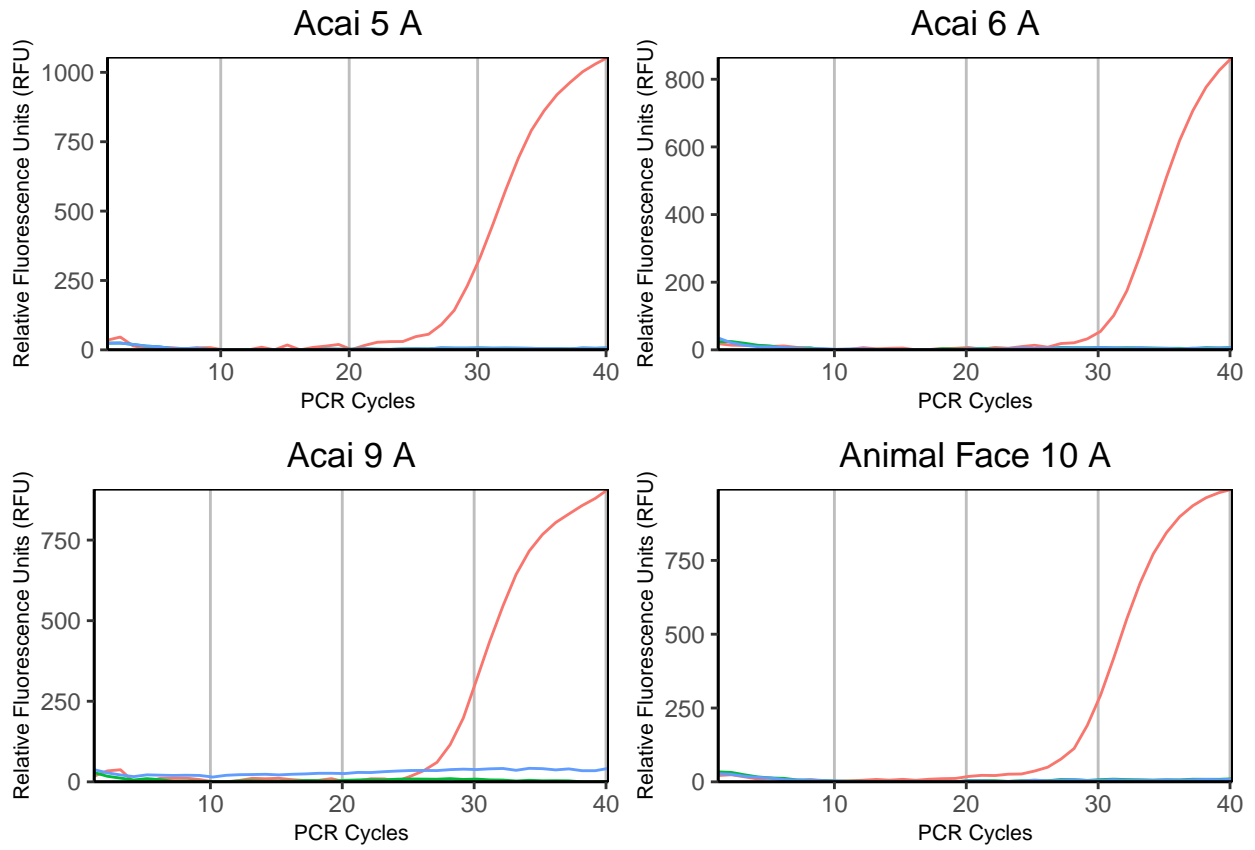 Acai 5 A
Relative Fluorescence Units (RFU)
1000
750
500
250
0
10 20 30 40
PCR Cycles
Acai 6 A
Relative Fluorescence Units (RFU)
800
600
400
200
0
10 20 30 40
PCR Cycles
Acai 9 A
Relative Fluorescence Units (RFU)
750
500
250
0
10 20 30 40
PCR Cycles
Animal Face 10 A
Relative Fluorescence Units (RFU)
750
500
250
0
10 20 30 40
PCR Cycles